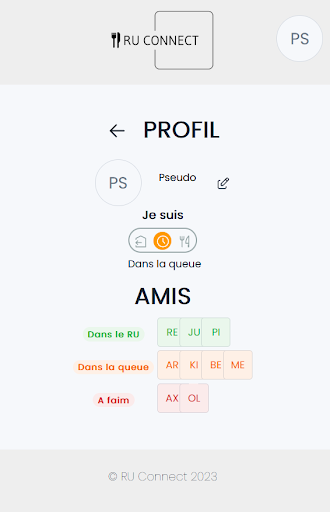 RU CONNECT
PS
PROFIL
PS
Pseudo
Je suis
Dans la queue
AMIS
Dans le RU RE JU PI
Dans la queue AR KI BE ME
A faim AX OL
© RU Connect 2023